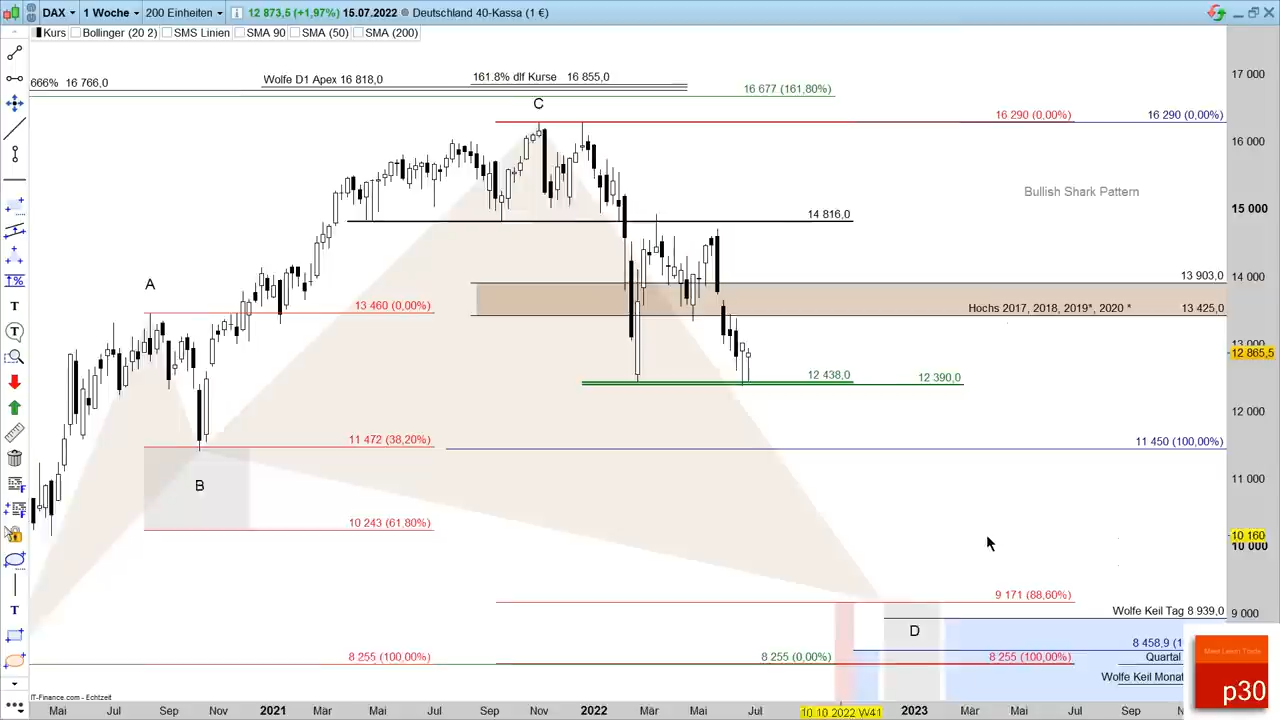 DAX 1 Woche 200 Einheiten 12 873,5 (+1,97%) 15.07.2022 Deutschland 40-Kassa (1 €)
Kurs Bollinger (20 2) SMS Linien SMA 90 SMA (50) SMA (200)
666% 16 766,0
Wolfe D1 Apex 16 818,0
161.8% dlf Kurse 16 855,0
16 677 (161,80%)
17 000
C
16 290 (0,00%)
16 290 (0,00%)
16 000
Bullish Shark Pattern
15 000
14 816,0
A
14 000
13 903,0
13 460 (0,00%)
Hochs 2017, 2018, 2019*, 2020 *
13 425,0
13 000
12 865,5
12 438,0
12 390,0
12 000
11 472 (38,20%)
11 450 (100,00%)
B
11 000
10 243 (61,80%)
10 160
10 000
9 171 (88,60%)
Wolfe Keil Tag 8 939,0
9 000
D
8 458,9
8 255 (100,00%)
8 255 (0,00%)
8 255 (100,00%)
Quartal
Wolfe Keil Monat
Meet Leren Trade
p30
IT-Finance.com - Echtzeit
Mai Jul Sep Nov 2021 Mar Mai Jul Sep Nov 2022 Mar Mai Jul 10 10 2022 W41 2023 Mar Mai Jul Sep